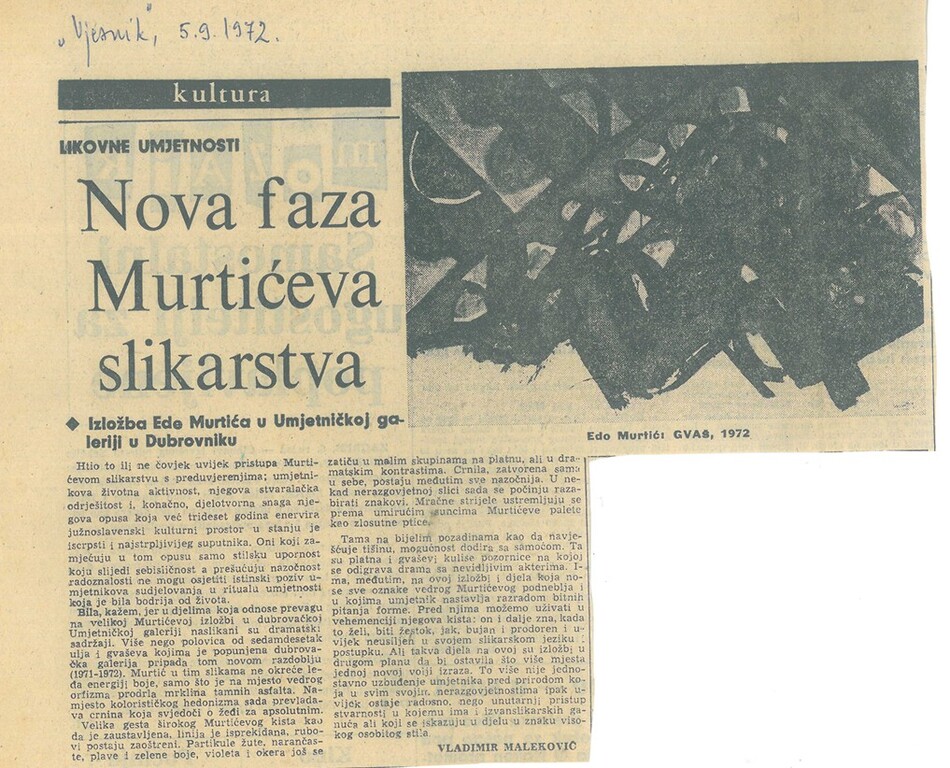 „Vjesnik", 5.9.1972.
kultura
LIKOVNE UMJETNOSTI
Nova faza
Murtićeva
slikarstva
◆ Izložba Ede Murtića u Umjetničkoj ga-
leriji u Dubrovniku
Edo Murtić: GVAŠ, 1972
Htio to ili ne čovjek uvijek pristupa Murti-
ćevom slikarstvu s preduvjerenjima; umjetni-
kova životna aktivnost, njegova stvaralačka
odrješitost i, konačno, djelotvorna snaga nje-
gova opusa koja već trideset godina enervira
južnoslavenski kulturni prostor u stanju je
iscrpsti i najstrpljivijeg suputnika. Oni koji za-
mjećuju u tom opusu samo stilsku upornost
koju slijedi sebisličnost a prešućuju nazočnost
radoznalosti ne mogu osjetiti istinski poziv u-
mjetnikova sudjelovanja u ritualu umjetnosti
koja je bila bodrija od života.
Bila, kažem, jer u djelima koja odnose prevagu
na velikoj Murtićevoj izložbi u dubrovačkoj
Umjetničkoj galeriji naslikani su dramatski
sadržaji. Više nego polovica od sedamdesetak
ulja i gvaševa kojima je popunjena dubrova-
čka galerija pripada tom novom razdoblju
(1971-1972). Murtić u tim slikama ne okreće le-
đa energiji boje, samo što je na mjesto vedrog
orfizma prodrla mrklina tamnih asfalta. Na-
mjesto kolorističkog hedonizma sada prevlada-
va crnina koja svjedoči o žeđi za apsolutnim.
Velika gesta širokog Murtićevog kista kao
da je zaustavljena, linija je isprekidana, rubo-
vi postaju zaoštreni. Partikule žute, naranča-
ste, plave i zelene boje, violeta i okera još se
zatiču u malim skupinama na platnu, ali u dra-
matskim kontrastima. Crnila, zatvorena sama
u sebe, postaju međutim sve nazočnija. U ne-
kad nerazgovjetnoj slici sada se počinju raza-
birati znakovi. Mračne strijele ustremljuju se
prema umirućim suncima Murtićeve palete
kao zlosutne ptice.
Tama na bijelim pozadinama kao da navje-
šćuje tišinu, mogućnost dodira sa samoćom. Ta
su platna i gvaševi kulise pozornice na kojoj
se odigrava drama sa nevidljivim akterima. I-
ma, međutim, na ovoj izložbi i djela koja no-
se sve oznake vedrog Murtićevog podneblja i
u kojima umjetnik nastavlja razradom bitnih
pitanja forme. Pred njima možemo uživati u
vehemenciji njegova kista: on i dalje zna, kada
to želi, biti žestok, jak, bujan i prodoren i u-
vijek neusiljen u svojem slikarskom jeziku i
postupku. Ali takva djela na ovoj su izložbi u
drugom planu da bi ostavila što više mjesta
jednoj novoj volji izraza. To više nije jedno-
stavno uzbuđenje umjetnika pred prirodom ko-
ja u svim svojim nerazgovjetnostima ipak u-
vijek ostaje radosno, nego unutarnji pristup
stvarnosti u kojemu ima i izvanslikarskih ga-
nuća ali koji se iskazuju u djelu u znaku viso-
kog osobitog stila.
VLADIMIR MALEKOVIĆ